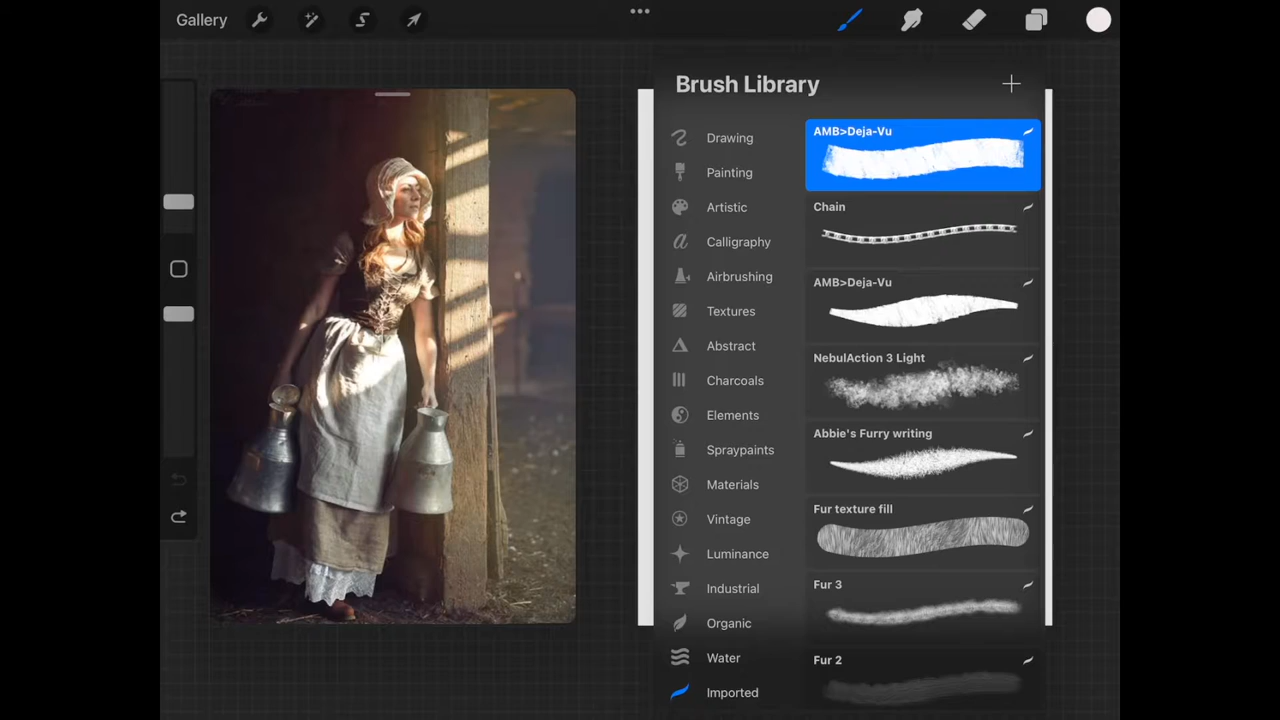 Gallery
Brush Library
Drawing
Painting
Artistic
Calligraphy
Airbrushing
Textures
Abstract
Charcoals
Elements
Spraypaints
Materials
Vintage
Luminance
Industrial
Organic
Water
Imported
AMB>Deja-Vu
Chain
AMB>Deja-Vu
NebulAction 3 Light
Abbie's Furry writing
Fur texture fill
Fur 3
Fur 2